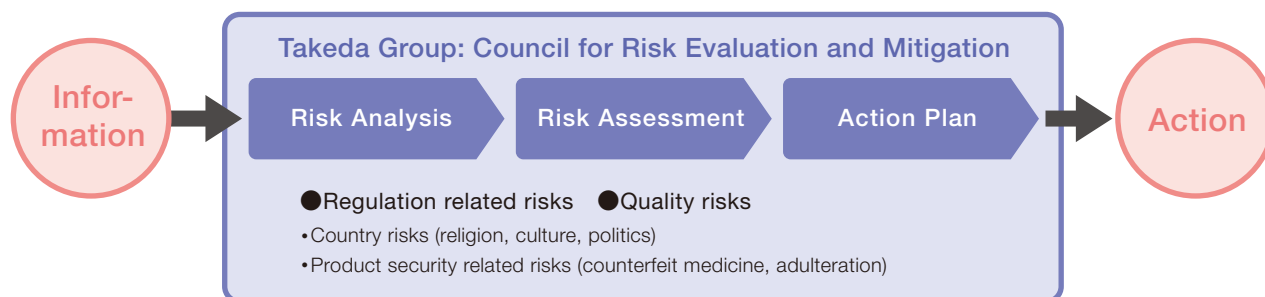 Takeda Group: Council for Risk Evaluation and Mitigation
Infor-
mation
Risk Analysis
Risk Assessment
Action Plan
Action
●Regulation related risks ●Quality risks
•Country risks (religion, culture, politics)
•Product security related risks (counterfeit medicine, adulteration)